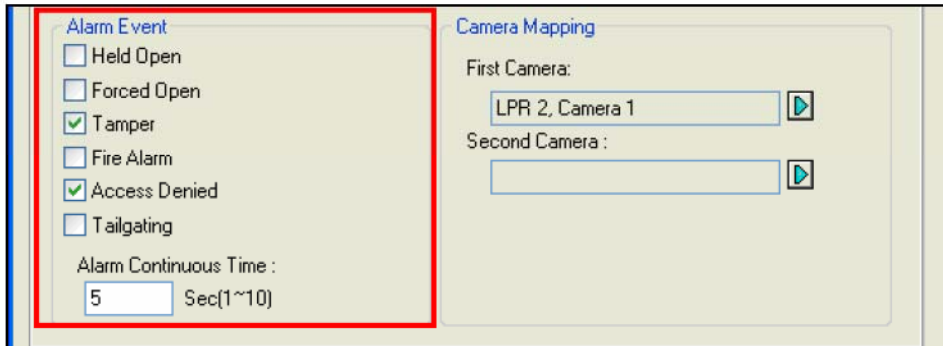 Alarm Event
Held Open
Forced Open
Tamper
Fire Alarm
Access Denied
Tailgating
Alarm Continuous Time :
5 Sec(1~10)
Camera Mapping
First Camera:
LPR 2, Camera 1
Second Camera :